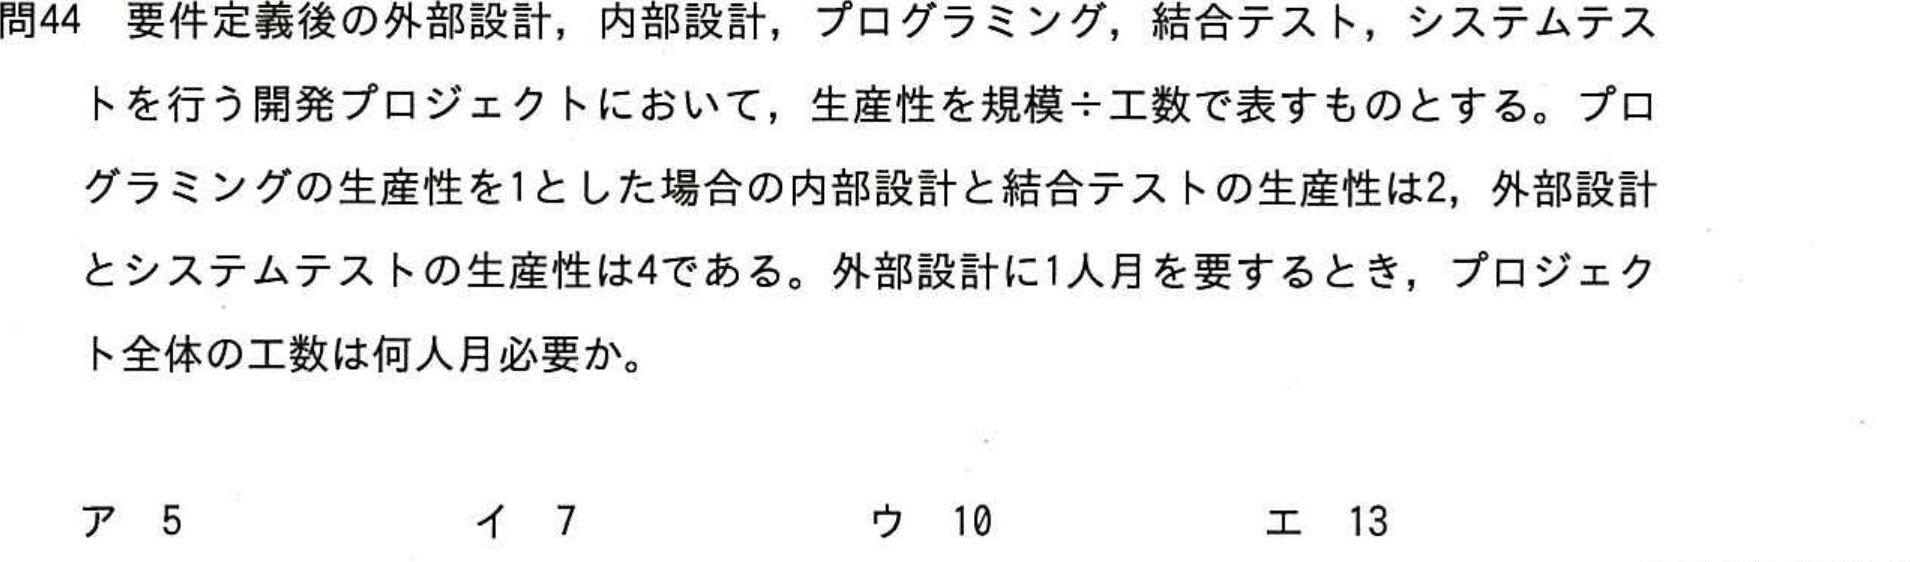 問44　要件定義後の外部設計，内部設計，プログラミング，結合テスト，システムテス
トを行う開発プロジェクトにおいて，生産性を規模÷工数で表すものとする。プロ
グラミングの生産性を1とした場合の内部設計と結合テストの生産性は2，外部設計
とシステムテストの生産性は4である。外部設計に1人月を要するとき，プロジェク
ト全体の工数は何人月必要か。
ア　5　　イ　7　　ウ　10　　エ　13